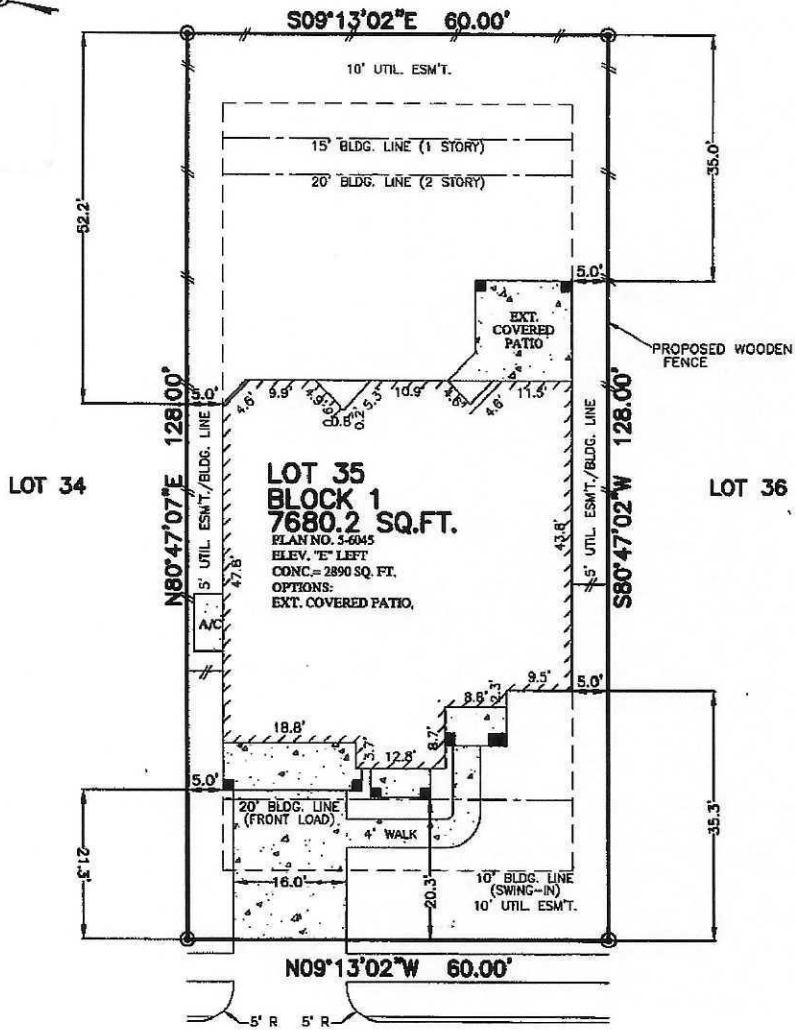 S09°13'02"E 60.00'
10' UTIL. ESM'T.
15' BLDG. LINE (1 STORY)
20' BLDG. LINE (2 STORY)
52.2'
35.0'
5.0'
EXT.
COVERED
PATIO
PROPOSED WOODEN
FENCE
5.0'
4.6'
9.9'
4.9'
0.8'
0.2'
5.3'
10.9'
4.6'
4.6'
11.5'
N80°47'07"E 128.00'
S80°47'02"W 128.00'
5' UTIL. ESM'T./BLDG. LINE
5' UTIL ESM'T./BLDG. LINE
LOT 34
LOT 36
LOT 35
BLOCK 1
7680.2 SQ.FT.
PLAN NO. 5-6045
ELEV. "E" LEFT
CONC.= 2890 SQ. FT.
OPTIONS:
EXT. COVERED PATIO,
47.8'
43.8'
A/C
9.5'
5.0'
8.8'
2.3'
18.8'
3.7'
12.8'
8.7'
5.0'
20' BLDG. LINE
(FRONT LOAD)
4' WALK
21.3'
16.0'
20.3'
35.3'
10' BLDG. LINE
(SWING-IN)
10' UTIL ESM'T.
N09°13'02"W 60.00'
5' R 5' R